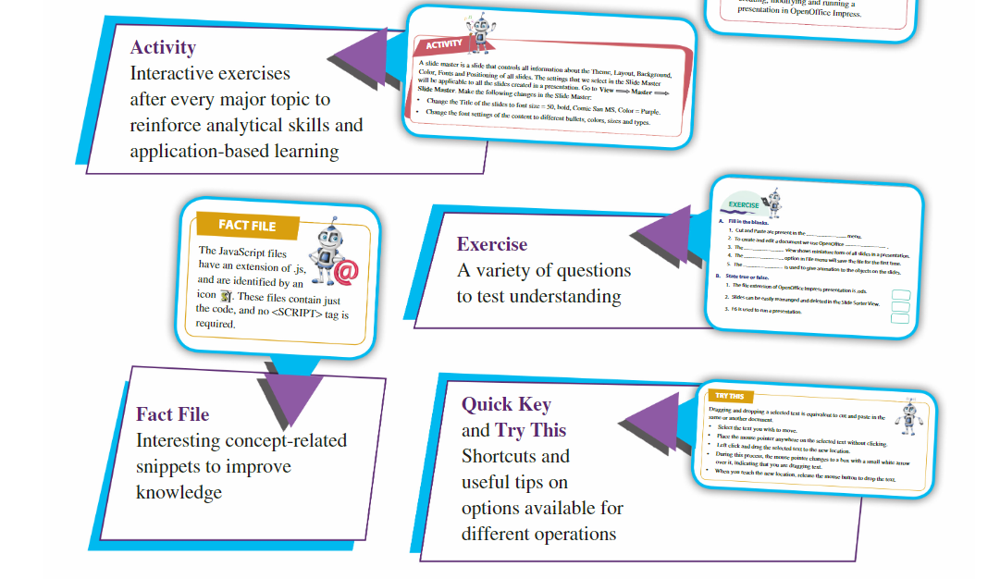 creating, modifying and running a
presentation in OpenOffice Impress.
Activity
Interactive exercises
after every major topic to
reinforce analytical skills and
application-based learning
ACTIVITY
A slide master is a slide that controls all information about the Theme, Layout, Background,
Color, Fonts and Positioning of all slides. The settings that we select in the Slide Master
will be applicable to all the slides created in a presentation. Go to View ⟹ Master ⟹
Slide Master. Make the following changes in the Slide Master:
• Change the Title of the slides to font size = 50, bold, Comic San MS, Color = Purple.
• Change the font settings of the content to different bullets, colors, sizes and types.
FACT FILE
The JavaScript files
have an extension of .js,
and are identified by an
icon . These files contain just
the code, and no <SCRIPT> tag is
required.
Exercise
A variety of questions
to test understanding
EXERCISE
A. Fill in the blanks.
1. Cut and Paste are present in the __________ menu.
2. To create and edit a document we use OpenOffice __________.
3. The __________ view shows miniature form of all slides in a presentation.
4. The __________ option in File menu will save the file for the first time.
5. The __________ is used to give animation to the objects on the slides.
B. State true or false.
1. The file extension of OpenOffice Impress presentation is .ods.
2. Slides can be easily rearranged and deleted in the Slide Sorter View.
3. F6 is used to run a presentation.
Fact File
Interesting concept-related
snippets to improve
knowledge
Quick Key
and Try This
Shortcuts and
useful tips on
options available for
different operations
TRY THIS
Dragging and dropping a selected text is equivalent to cut and paste in the
same or another document.
• Select the text you wish to move.
• Place the mouse pointer anywhere on the selected text without clicking.
• Left click and drag the selected text to the new location.
• During this process, the mouse pointer changes to a box with a small white arrow
over it, indicating that you are dragging text.
• When you reach the new location, release the mouse button to drop the text.